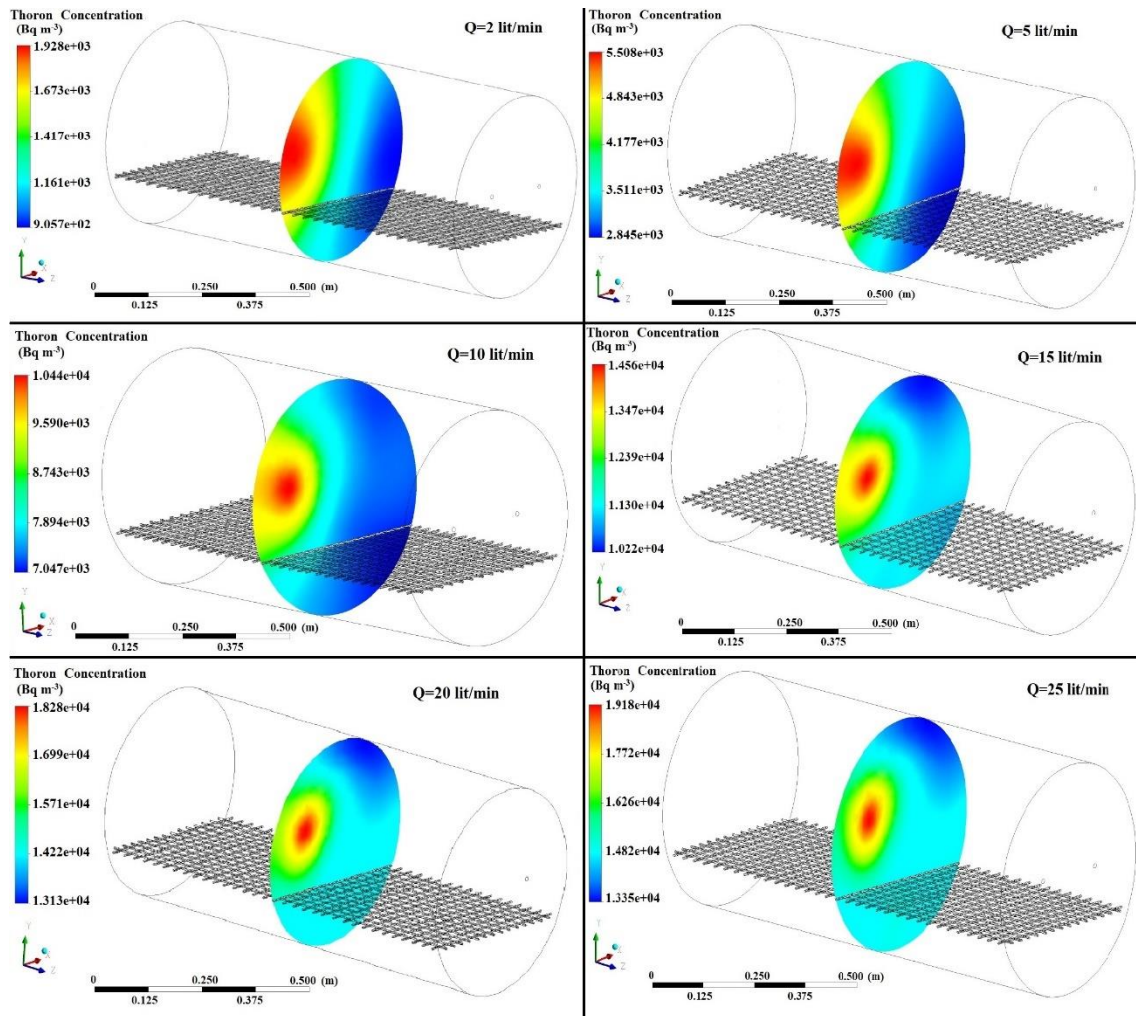 Thoron Concentration
(Bq m-3)
Q=2 lit/min
1.928e+03
1.673e+03
1.417e+03
1.161e+03
9.057e+02
Y
X
Z
0 0.250 0.500 (m)
0.125 0.375
Thoron Concentration
(Bq m-3)
Q=5 lit/min
5.508e+03
4.843e+03
4.177e+03
3.511e+03
2.845e+03
Y
X
Z
0 0.250 0.500 (m)
0.125 0.375
Thoron Concentration
(Bq m-3)
Q=10 lit/min
1.044e+04
9.590e+03
8.743e+03
7.894e+03
7.047e+03
Y
X
Z
0 0.250 0.500 (m)
0.125 0.375
Thoron Concentration
(Bq m-3)
Q=15 lit/min
1.456e+04
1.347e+04
1.239e+04
1.130e+04
1.022e+04
Y
X
Z
0 0.250 0.500 (m)
0.125 0.375
Thoron Concentration
(Bq m-3)
Q=20 lit/min
1.828e+04
1.699e+04
1.571e+04
1.422e+04
1.313e+04
Y
X
Z
0 0.250 0.500 (m)
0.125 0.375
Thoron Concentration
(Bq m-3)
Q=25 lit/min
1.918e+04
1.772e+04
1.626e+04
1.482e+04
1.335e+04
Y
X
Z
0 0.250 0.500 (m)
0.125 0.375